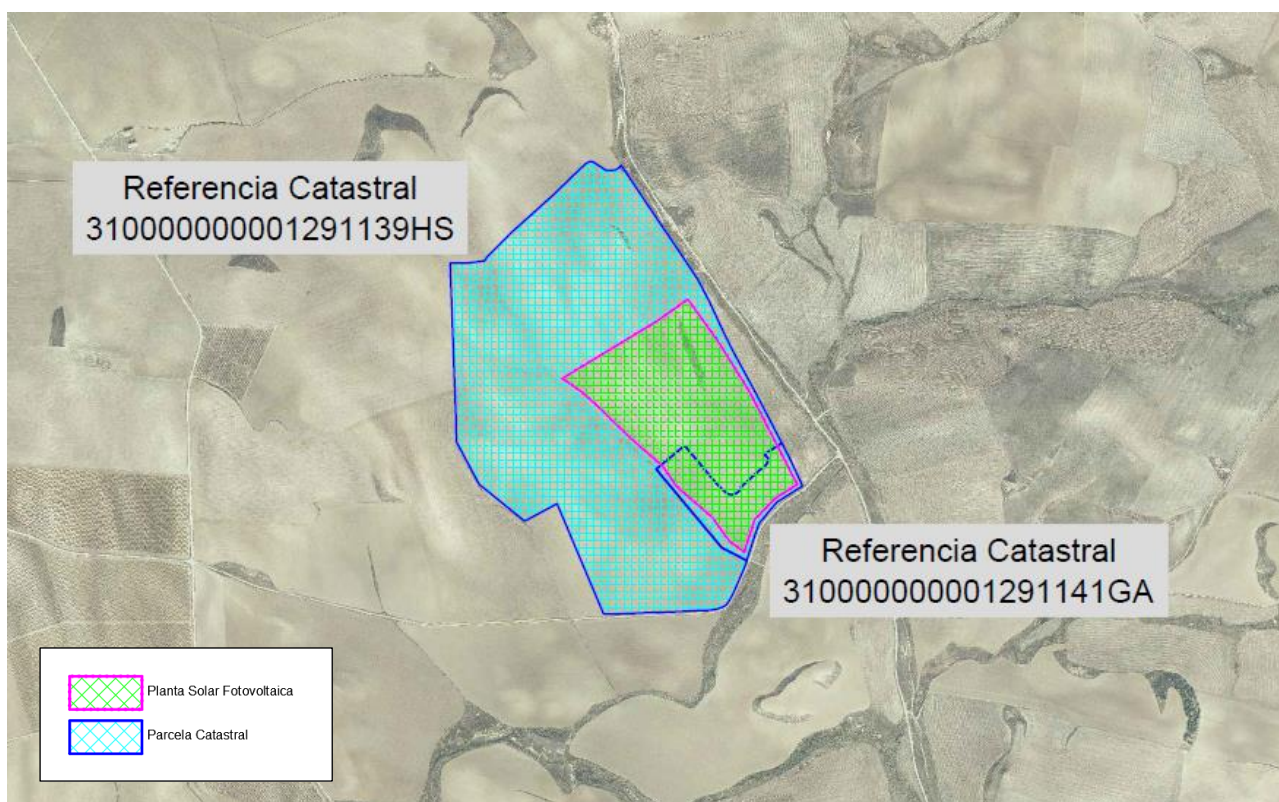 Referencia Catastral
310000000001291139HS
Referencia Catastral
310000000001291141GA
Planta Solar Fotovoltaica
Parcela Catastral